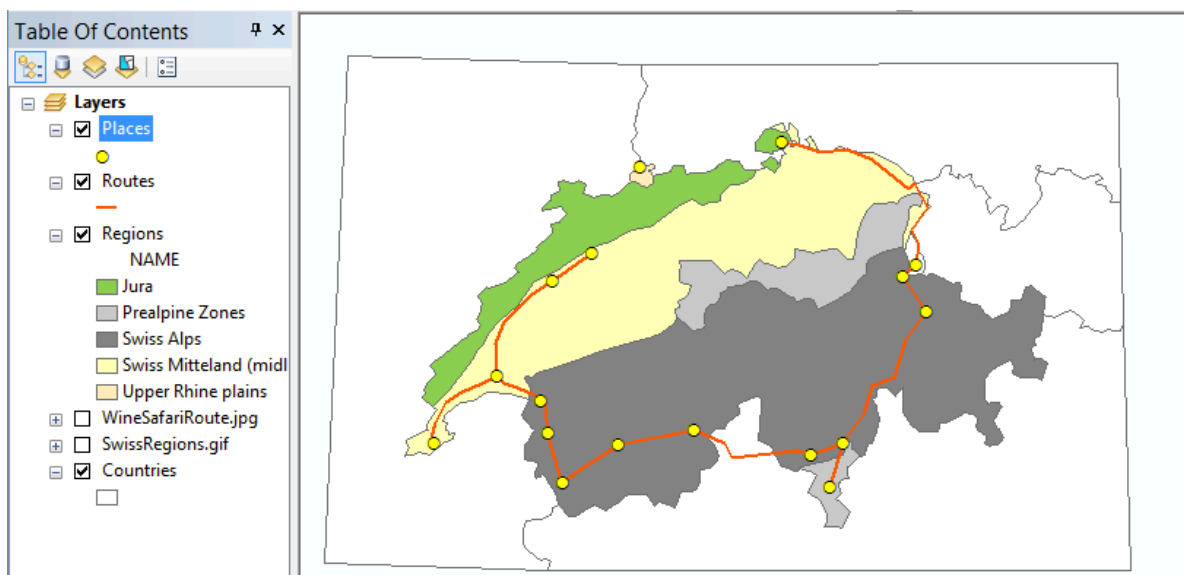 Table Of Contents
Layers
Places
Routes
Regions
NAME
Jura
Prealpine Zones
Swiss Alps
Swiss Mitteland (midl
Upper Rhine plains
WineSafariRoute.jpg
SwissRegions.gif
Countries